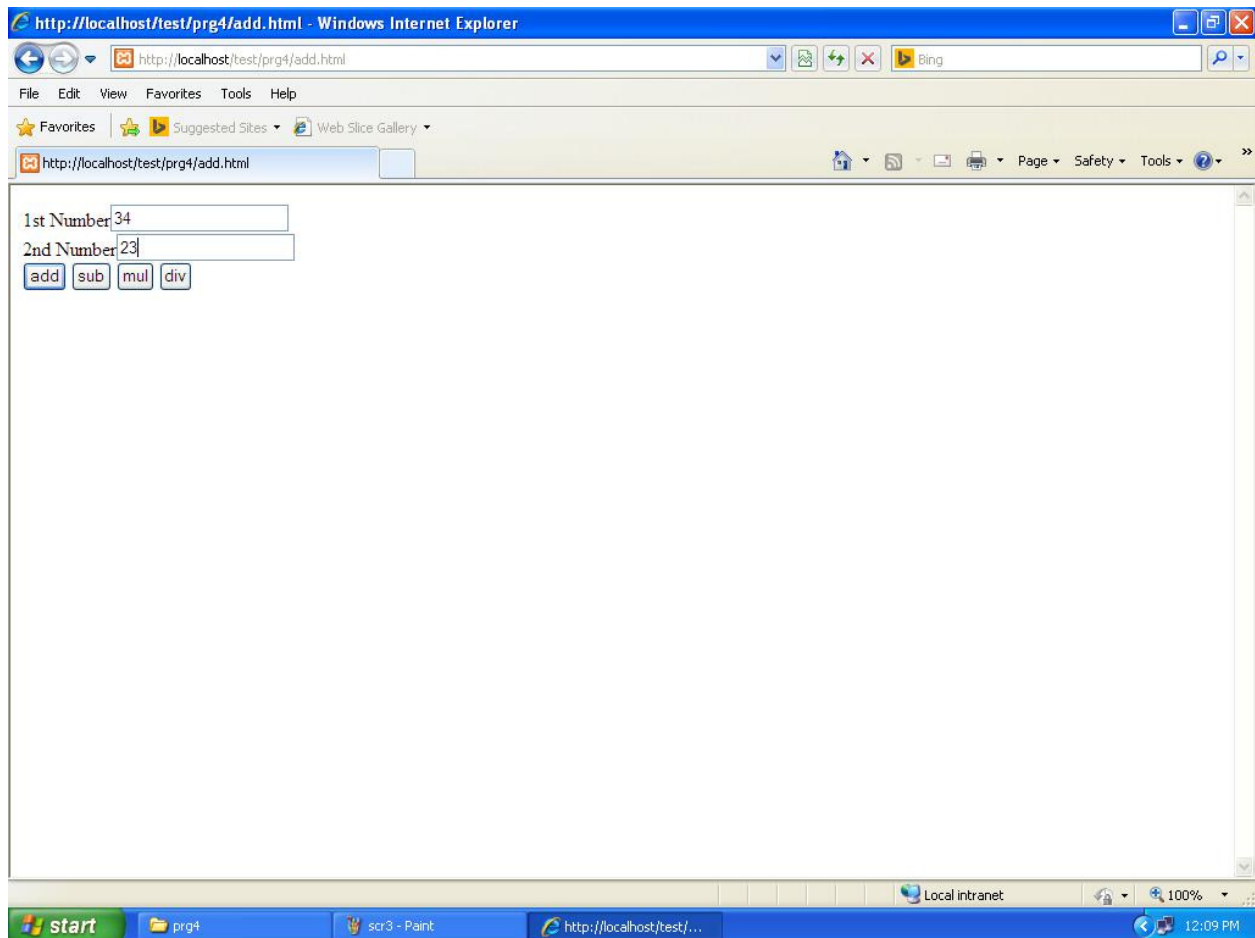 http://localhost/test/prg4/add.html - Windows Internet Explorer
http://localhost/test/prg4/add.html Bing
File Edit View Favorites Tools Help
Favorites Suggested Sites Web Slice Gallery
http://localhost/test/prg4/add.html Page Safety Tools
1st Number 34
2nd Number 23
add sub mul div
Local intranet 100%
start prg4 scr3 - Paint http://localhost/test/... 12:09 PM